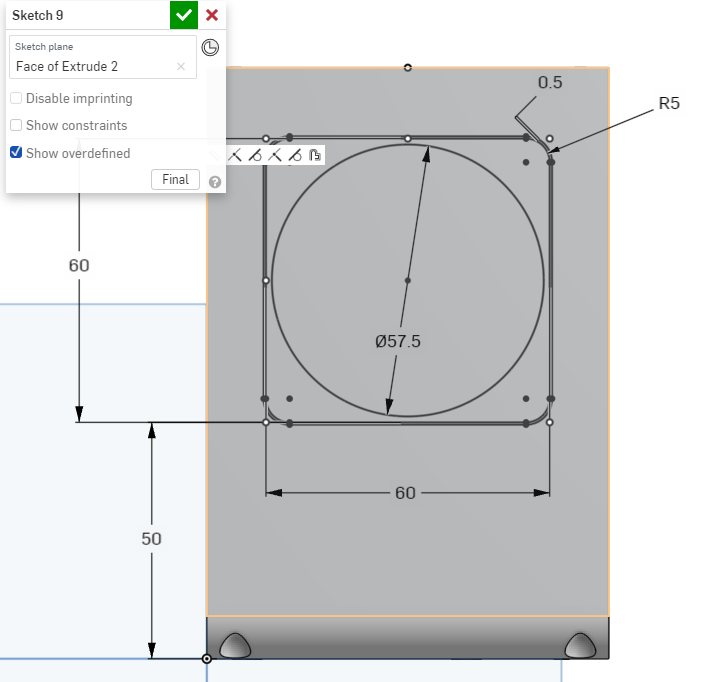 Sketch 9
Sketch plane
Face of Extrude 2
Disable imprinting
Show constraints
Show overdefined
Final
?
0.5
R5
60
Ø57.5
60
50